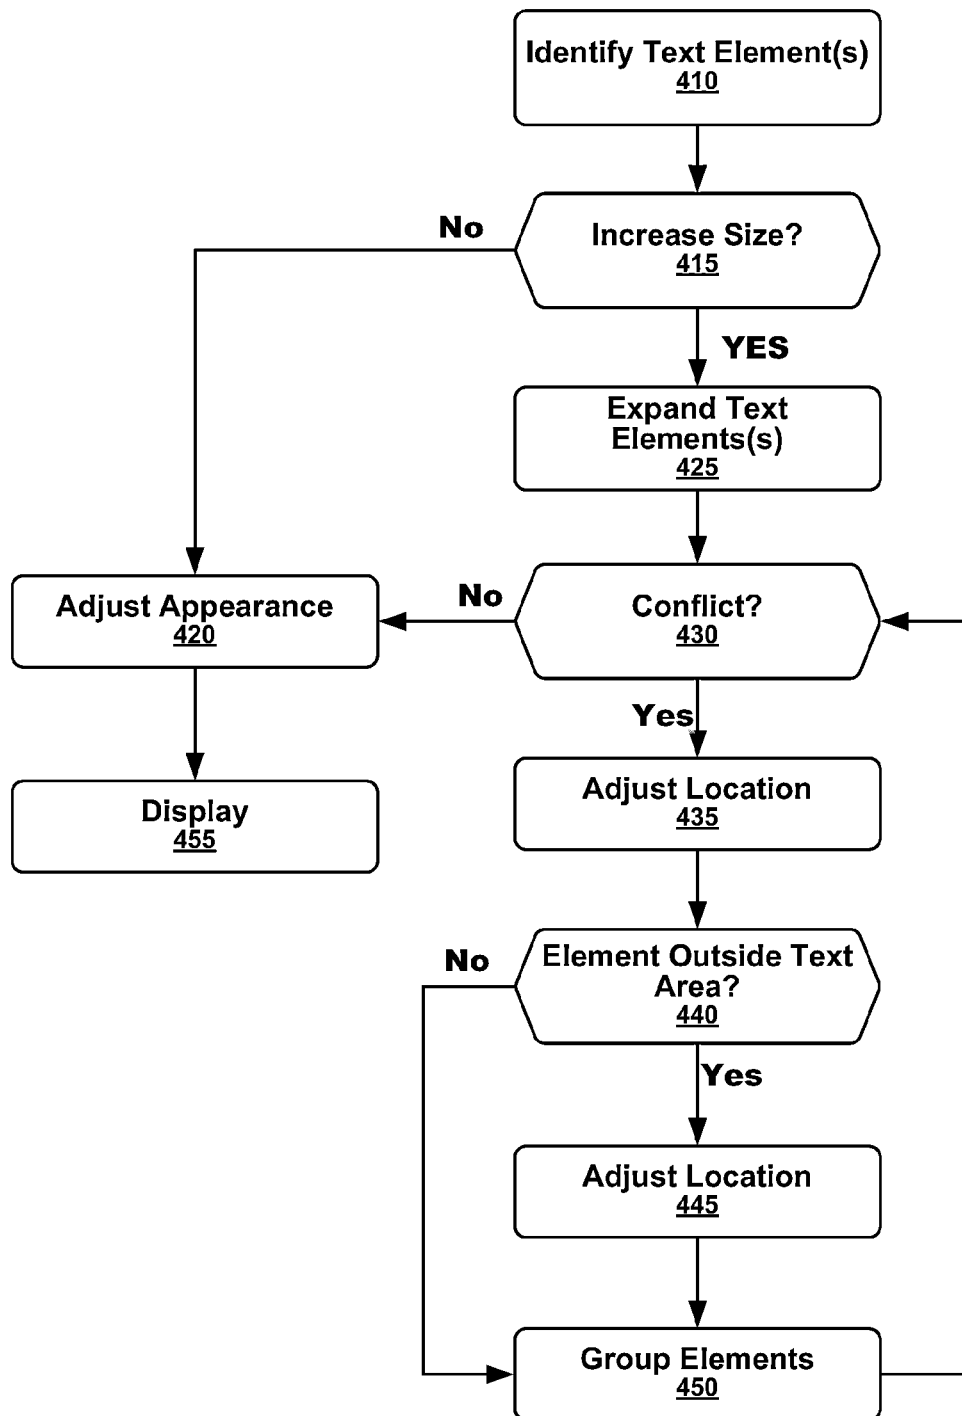 Identify Text Element(s)
410
No
Increase Size?
415
YES
Expand Text
Elements(s)
425
Adjust Appearance
420
No
Conflict?
430
Yes
Adjust Location
435
Display
455
No
Element Outside Text
Area?
440
Yes
Adjust Location
445
Group Elements
450